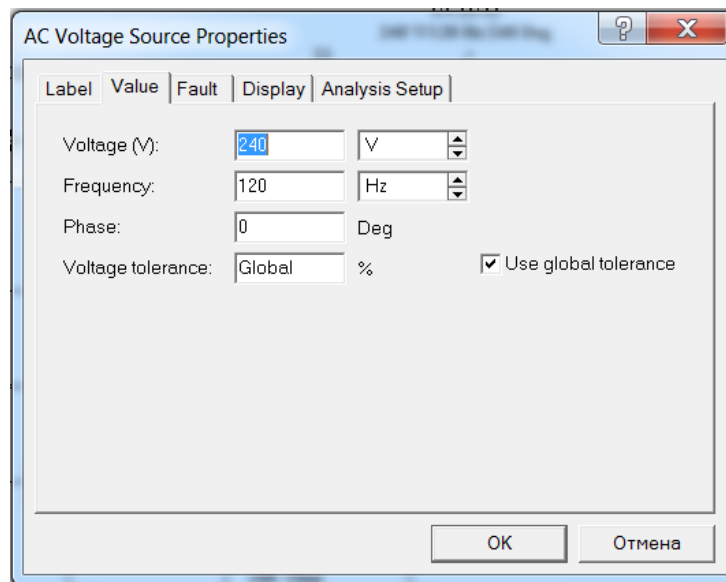 AC Voltage Source Properties
Label Value Fault Display Analysis Setup
Voltage (V): 240 V
Frequency: 120 Hz
Phase: 0 Deg
Voltage tolerance: Global % Use global tolerance
OK Отмена